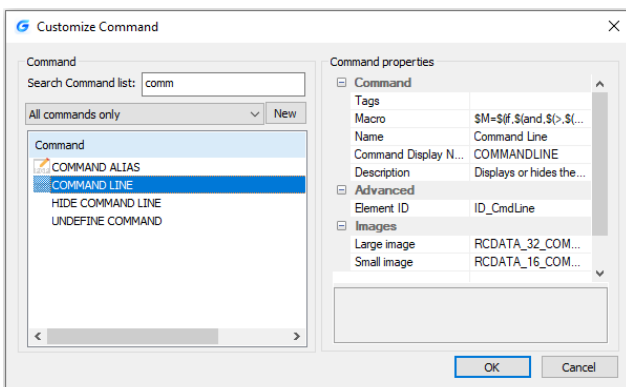 Customize Command
Command
Search Command list: comm
All commands only New
Command
COMMAND ALIAS
COMMAND LINE
HIDE COMMAND LINE
UNDEFINE COMMAND
Command properties
Command
Tags
Macro $M=$(if,$(and,$(>,$(...
Name Command Line
Command Display N... COMMANDLINE
Description Displays or hides the...
Advanced
Element ID ID_CmdLine
Images
Large image RCDATA_32_COM...
Small image RCDATA_16_COM...
OK Cancel